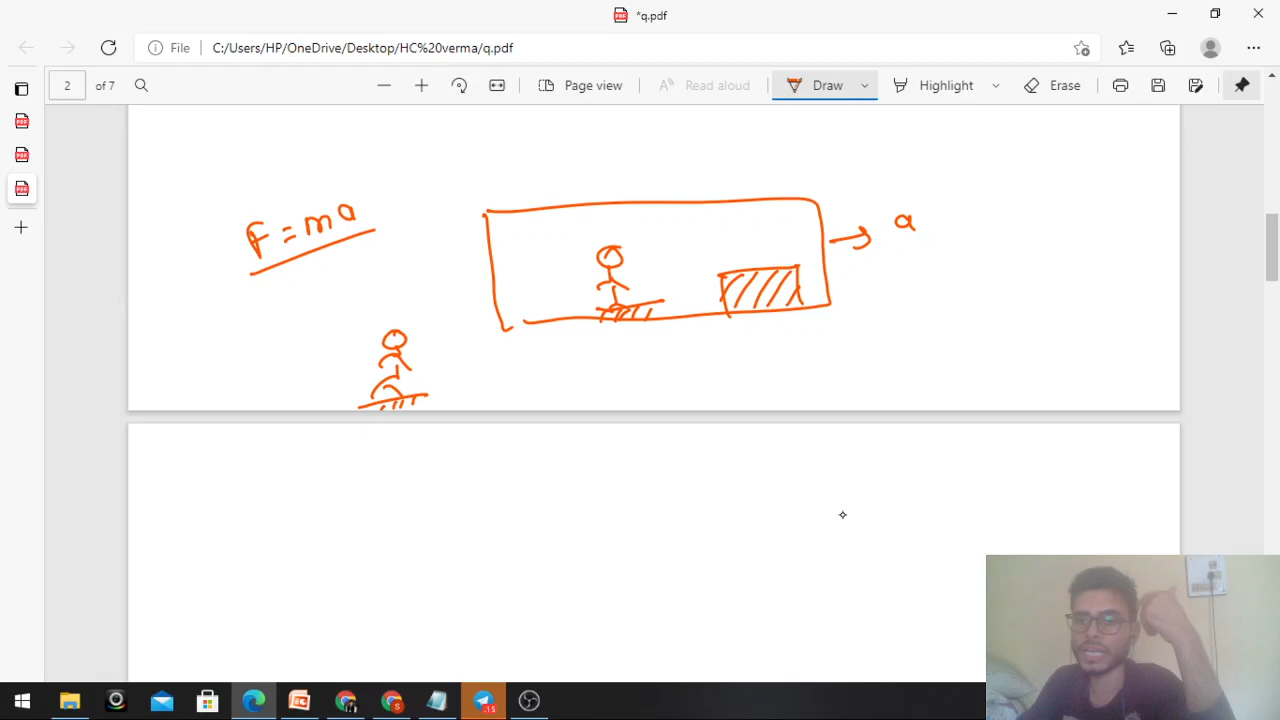 *q.pdf
File C:/Users/HP/OneDrive/Desktop/HC%20verma/q.pdf
2 of 7 Page view Read aloud Draw Highlight Erase
F = ma
a
15